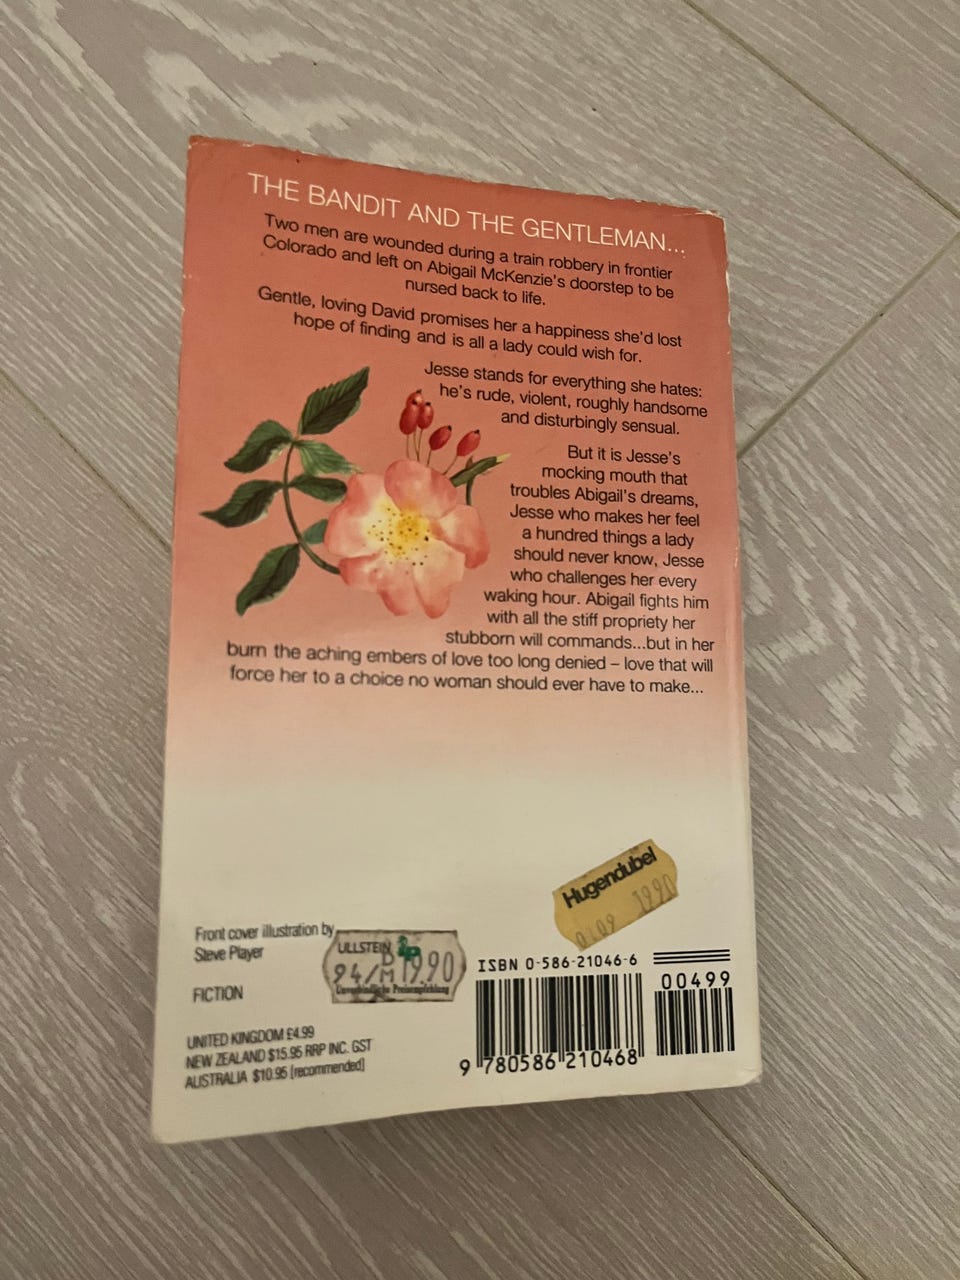 THE BANDIT AND THE GENTLEMAN...
Two men are wounded during a train robbery in frontier
Colorado and left on Abigail McKenzie's doorstep to be
nursed back to life.
Gentle, loving David promises her a happiness she'd lost
hope of finding and is all a lady could wish for.
Jesse stands for everything she hates:
he's rude, violent, roughly handsome
and disturbingly sensual.
But it is Jesse's
mocking mouth that
troubles Abigail's dreams,
Jesse who makes her feel
a hundred things a lady
should never know, Jesse
who challenges her every
waking hour. Abigail fights him
with all the stiff propriety her
stubborn will commands...but in her
burn the aching embers of love too long denied – love that will
force her to a choice no woman should ever have to make...
Hugendubel
0109 1990
Front cover illustration by
Steve Player
FICTION
ULLSTEIN
94/ D M 19.90
Unverbindliche Preisempfehlung
UNITED KINGDOM £4.99
NEW ZEALAND $15.95 RRP INC. GST
AUSTRALIA $10.95 (recommended)
ISBN 0-586-21046-6
00499
9 780586 210468